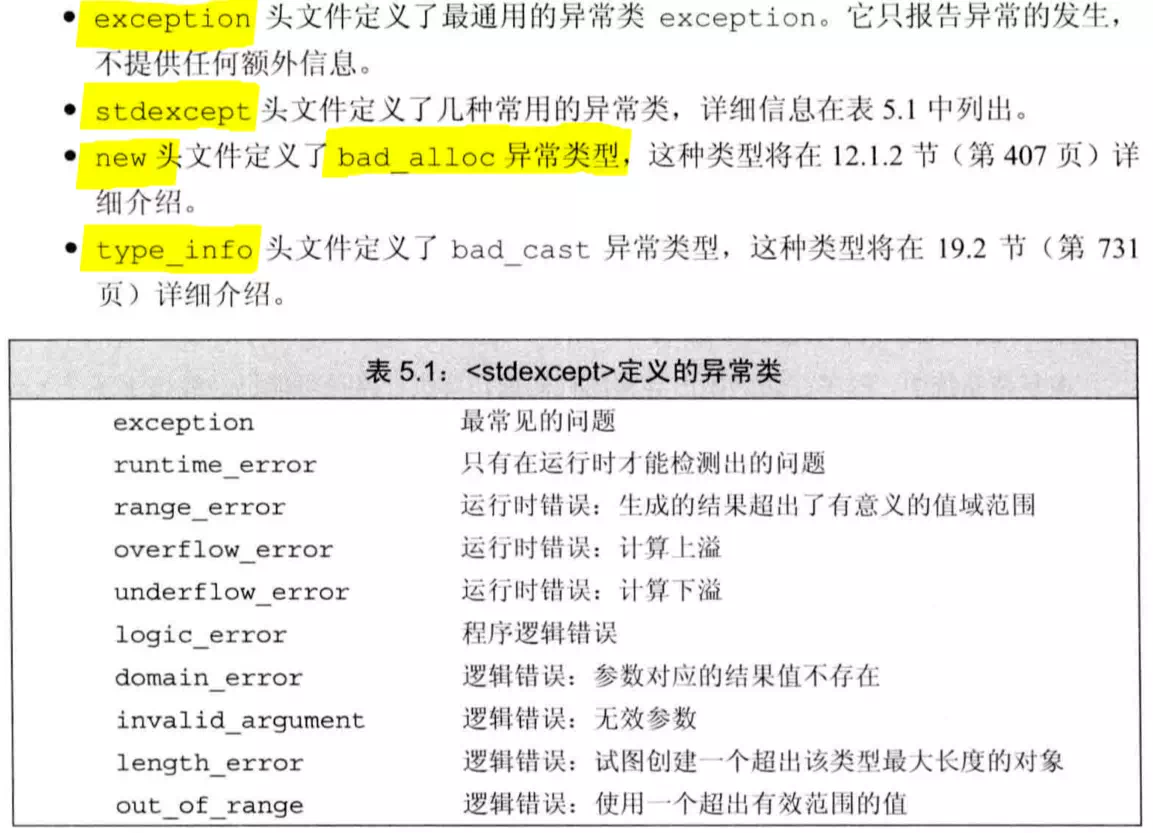 • exception 头文件定义了最通用的异常类 exception。它只报告异常的发生，
不提供任何额外信息。
• stdexcept 头文件定义了几种常用的异常类，详细信息在表 5.1 中列出。
• new 头文件定义了 bad_alloc 异常类型，这种类型将在 12.1.2 节（第 407 页）详
细介绍。
• type_info 头文件定义了 bad_cast 异常类型，这种类型将在 19.2 节（第 731
页）详细介绍。
表 5.1：<stdexcept>定义的异常类
exception 最常见的问题
runtime_error 只有在运行时才能检测出的问题
range_error 运行时错误：生成的结果超出了有意义的值域范围
overflow_error 运行时错误：计算上溢
underflow_error 运行时错误：计算下溢
logic_error 程序逻辑错误
domain_error 逻辑错误：参数对应的结果值不存在
invalid_argument 逻辑错误：无效参数
length_error 逻辑错误：试图创建一个超出该类型最大长度的对象
out_of_range 逻辑错误：使用一个超出有效范围的值